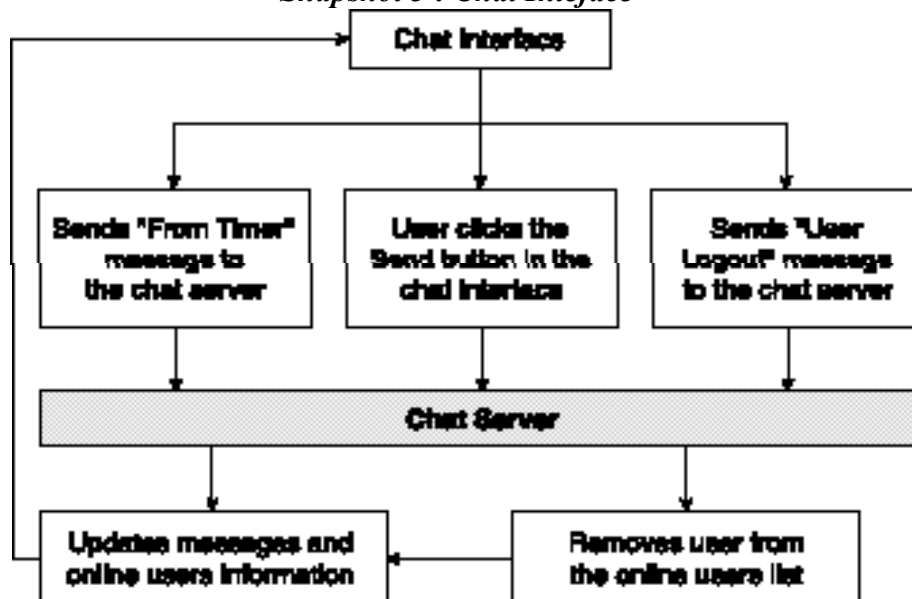 Chat Interface
Sends "From Timer"
message to
the chat server
User clicks the
Send button in the
chat interface
Sends "User
Logout" message
to the chat server
Chat Server
Updates messages and
online users information
Removes user from
the online users list